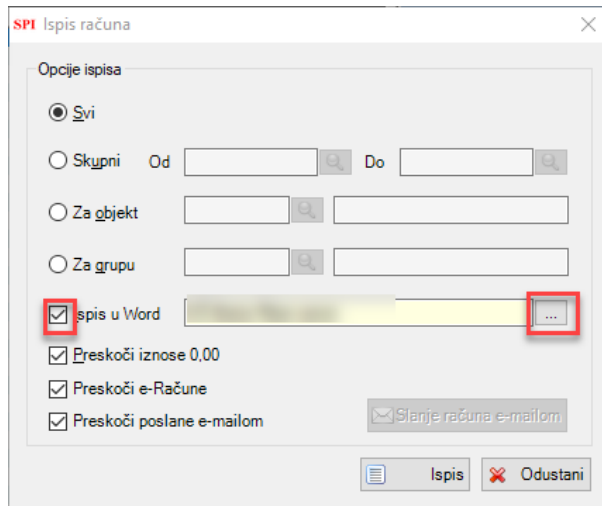 SPI Ispis računa
Opcije ispisa
Svi
Skupni Od Do
Za objekt
Za grupu
Ispis u Word ...
Preskoči iznose 0,00
Preskoči e-Račune
Preskoči poslane e-mailom
Slanje računa e-mailom
Ispis Odustani